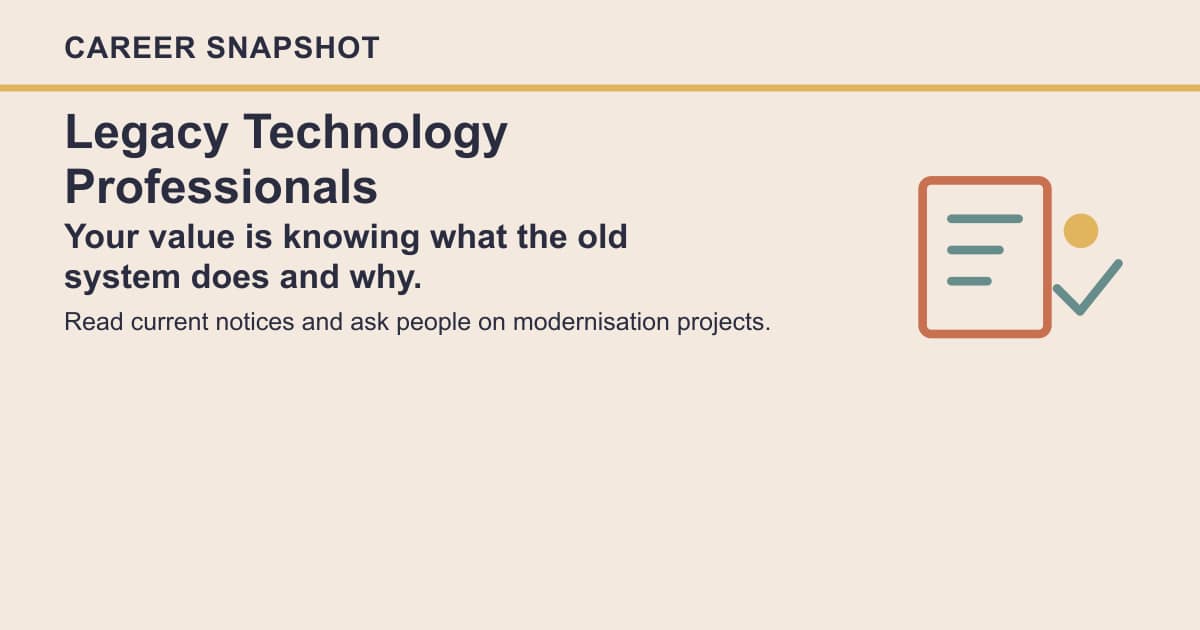 CAREER SNAPSHOT
Legacy Technology
Professionals
Your value is knowing what the old
system does and why.
Read current notices and ask people on modernisation projects.